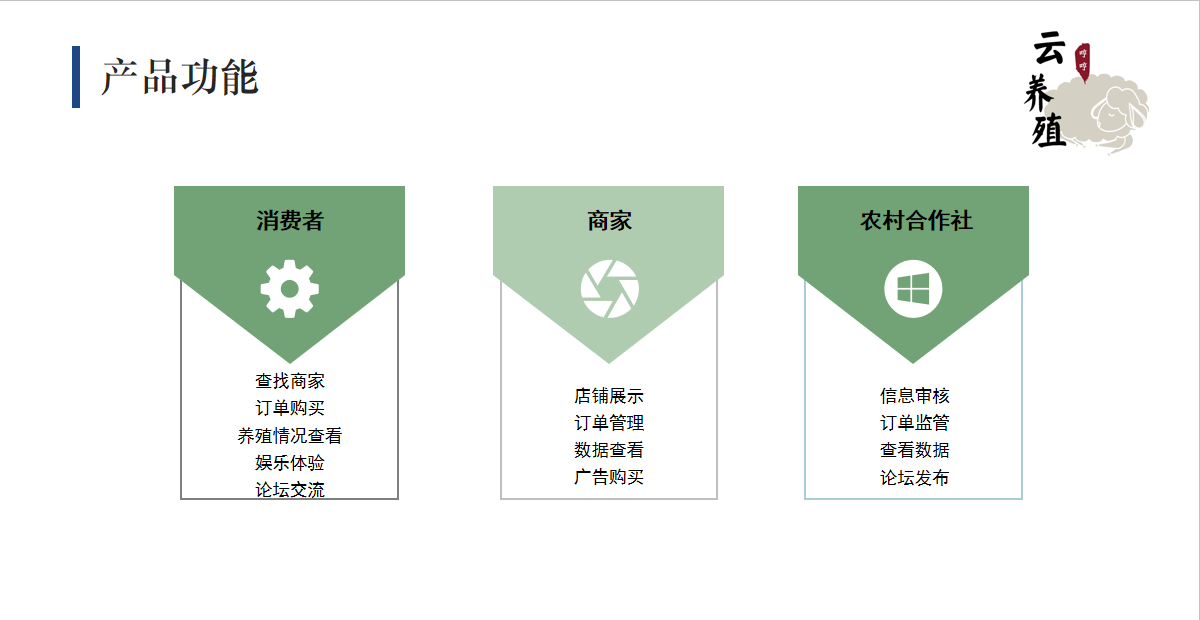 产品功能
云养殖
哼哼
消费者
查找商家
订单购买
养殖情况查看
娱乐体验
论坛交流
商家
店铺展示
订单管理
数据查看
广告购买
农村合作社
信息审核
订单监管
查看数据
论坛发布